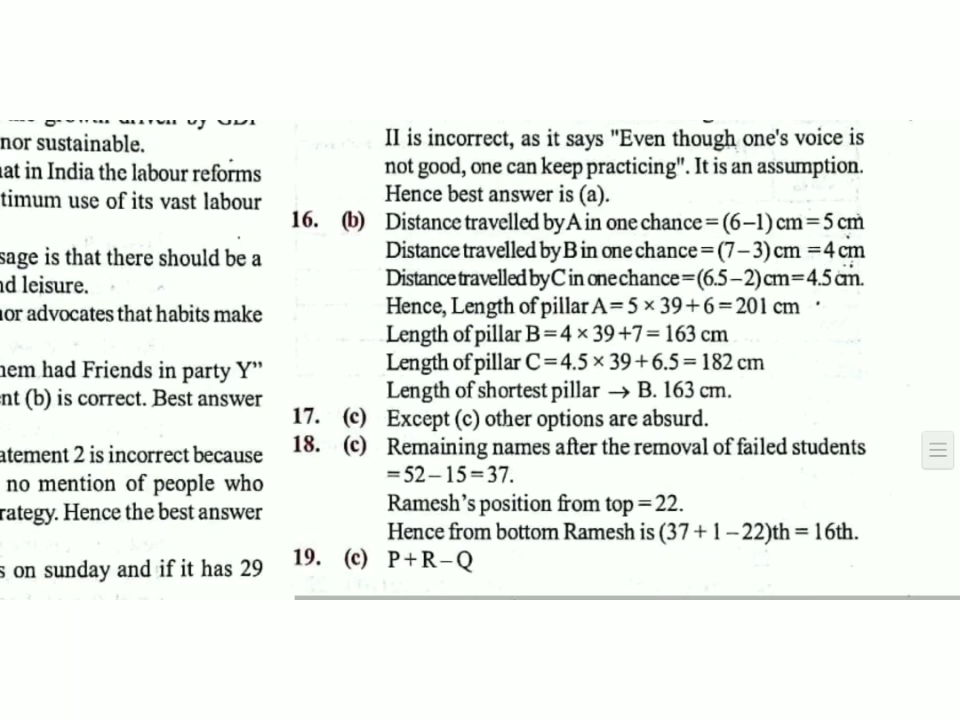 nor sustainable.
in India the labour reforms
timum use of its vast labour
sage is that there should be a
nd leisure.
or advocates that habits make
hem had Friends in party Y”
nt (b) is correct. Best answer
atement 2 is incorrect because
no mention of people who
rategy. Hence the best answer
s on sunday and if it has 29
II is incorrect, as it says "Even though one's voice is
not good, one can keep practicing". It is an assumption.
Hence best answer is (a).
16. (b) Distance travelled by A in one chance = (6–1) cm = 5 cm
Distance travelled by B in one chance = (7–3) cm = 4 cm
Distance travelled by C in one chance = (6.5–2) cm = 4.5 cm.
Hence, Length of pillar A = 5 × 39 + 6 = 201 cm
Length of pillar B = 4 × 39 +7 = 163 cm
Length of pillar C = 4.5 × 39 + 6.5 = 182 cm
Length of shortest pillar → B. 163 cm.
17. (c) Except (c) other options are absurd.
18. (c) Remaining names after the removal of failed students
= 52 – 15 = 37.
Ramesh’s position from top = 22.
Hence from bottom Ramesh is (37 + 1 – 22)th = 16th.
19. (c) P + R – Q